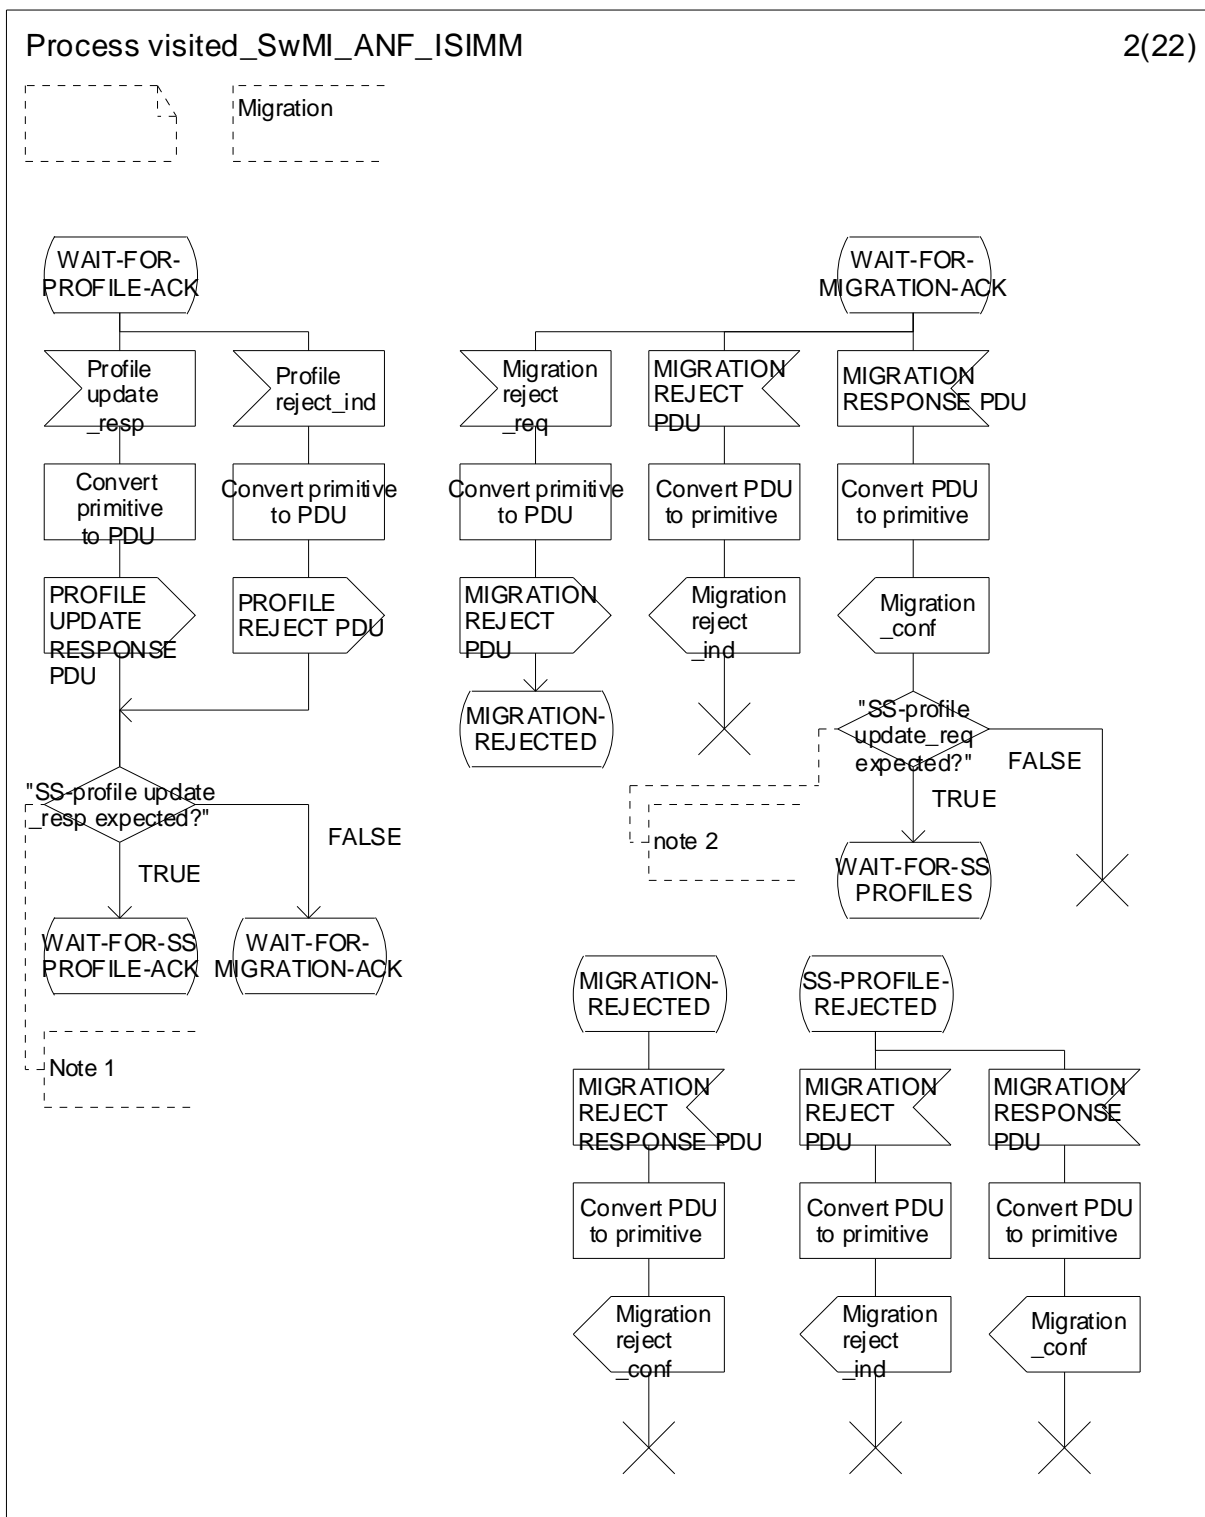 Process visited_SwMI_ANF_ISIMM
2(22)
Migration
WAIT-FOR-
PROFILE-ACK
Profile
update
_resp
Profile
reject_ind
Convert
primitive
to PDU
Convert primitive
to PDU
PROFILE
UPDATE
RESPONSE
PDU
PROFILE
REJECT PDU
"SS-profile update
_resp expected?"
FALSE
TRUE
WAIT-FOR-SS
PROFILE-ACK
WAIT-FOR-
MIGRATION-ACK
Note 1
WAIT-FOR-
MIGRATION-ACK
Migration
reject
_req
MIGRATION
REJECT
PDU
MIGRATION
RESPONSE PDU
Convert primitive
to PDU
Convert PDU
to primitive
Convert PDU
to primitive
MIGRATION
REJECT
PDU
Migration
reject
_ind
Migration
_conf
MIGRATION-
REJECTED
"SS-profile
update_req
expected?"
FALSE
TRUE
note 2
WAIT-FOR-SS
PROFILES
MIGRATION-
REJECTED
SS-PROFILE-
REJECTED
MIGRATION
REJECT
RESPONSE PDU
MIGRATION
REJECT
PDU
MIGRATION
RESPONSE
PDU
Convert PDU
to primitive
Convert PDU
to primitive
Convert PDU
to primitive
Migration
reject
_conf
Migration
reject
_ind
Migration
_conf